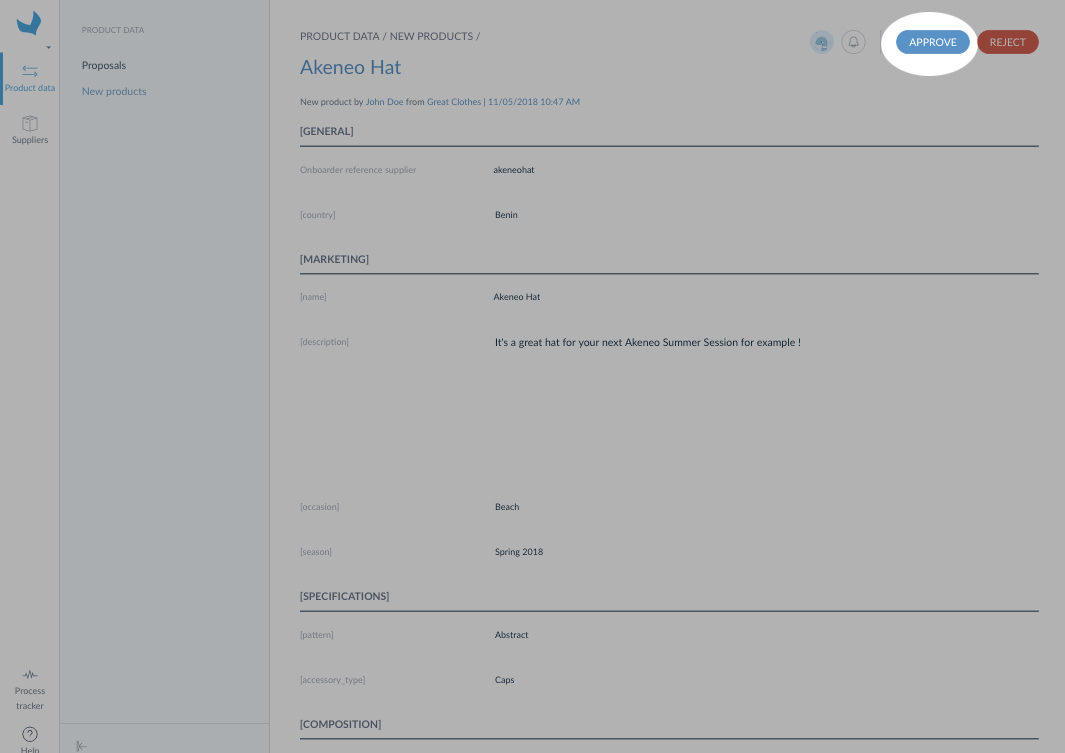 PRODUCT DATA
Proposals
New products
Product data
Suppliers
Process
tracker
Help
PRODUCT DATA / NEW PRODUCTS /
APPROVE
REJECT
Akeneo Hat
New product by John Doe from Great Clothes | 11/05/2018 10:47 AM
[GENERAL]
Onboarder reference supplier akeneohat
[country] Benin
[MARKETING]
[name] Akeneo Hat
[description] It's a great hat for your next Akeneo Summer Session for example !
[occasion] Beach
[season] Spring 2018
[SPECIFICATIONS]
[pattern] Abstract
[accessory_type] Caps
[COMPOSITION]